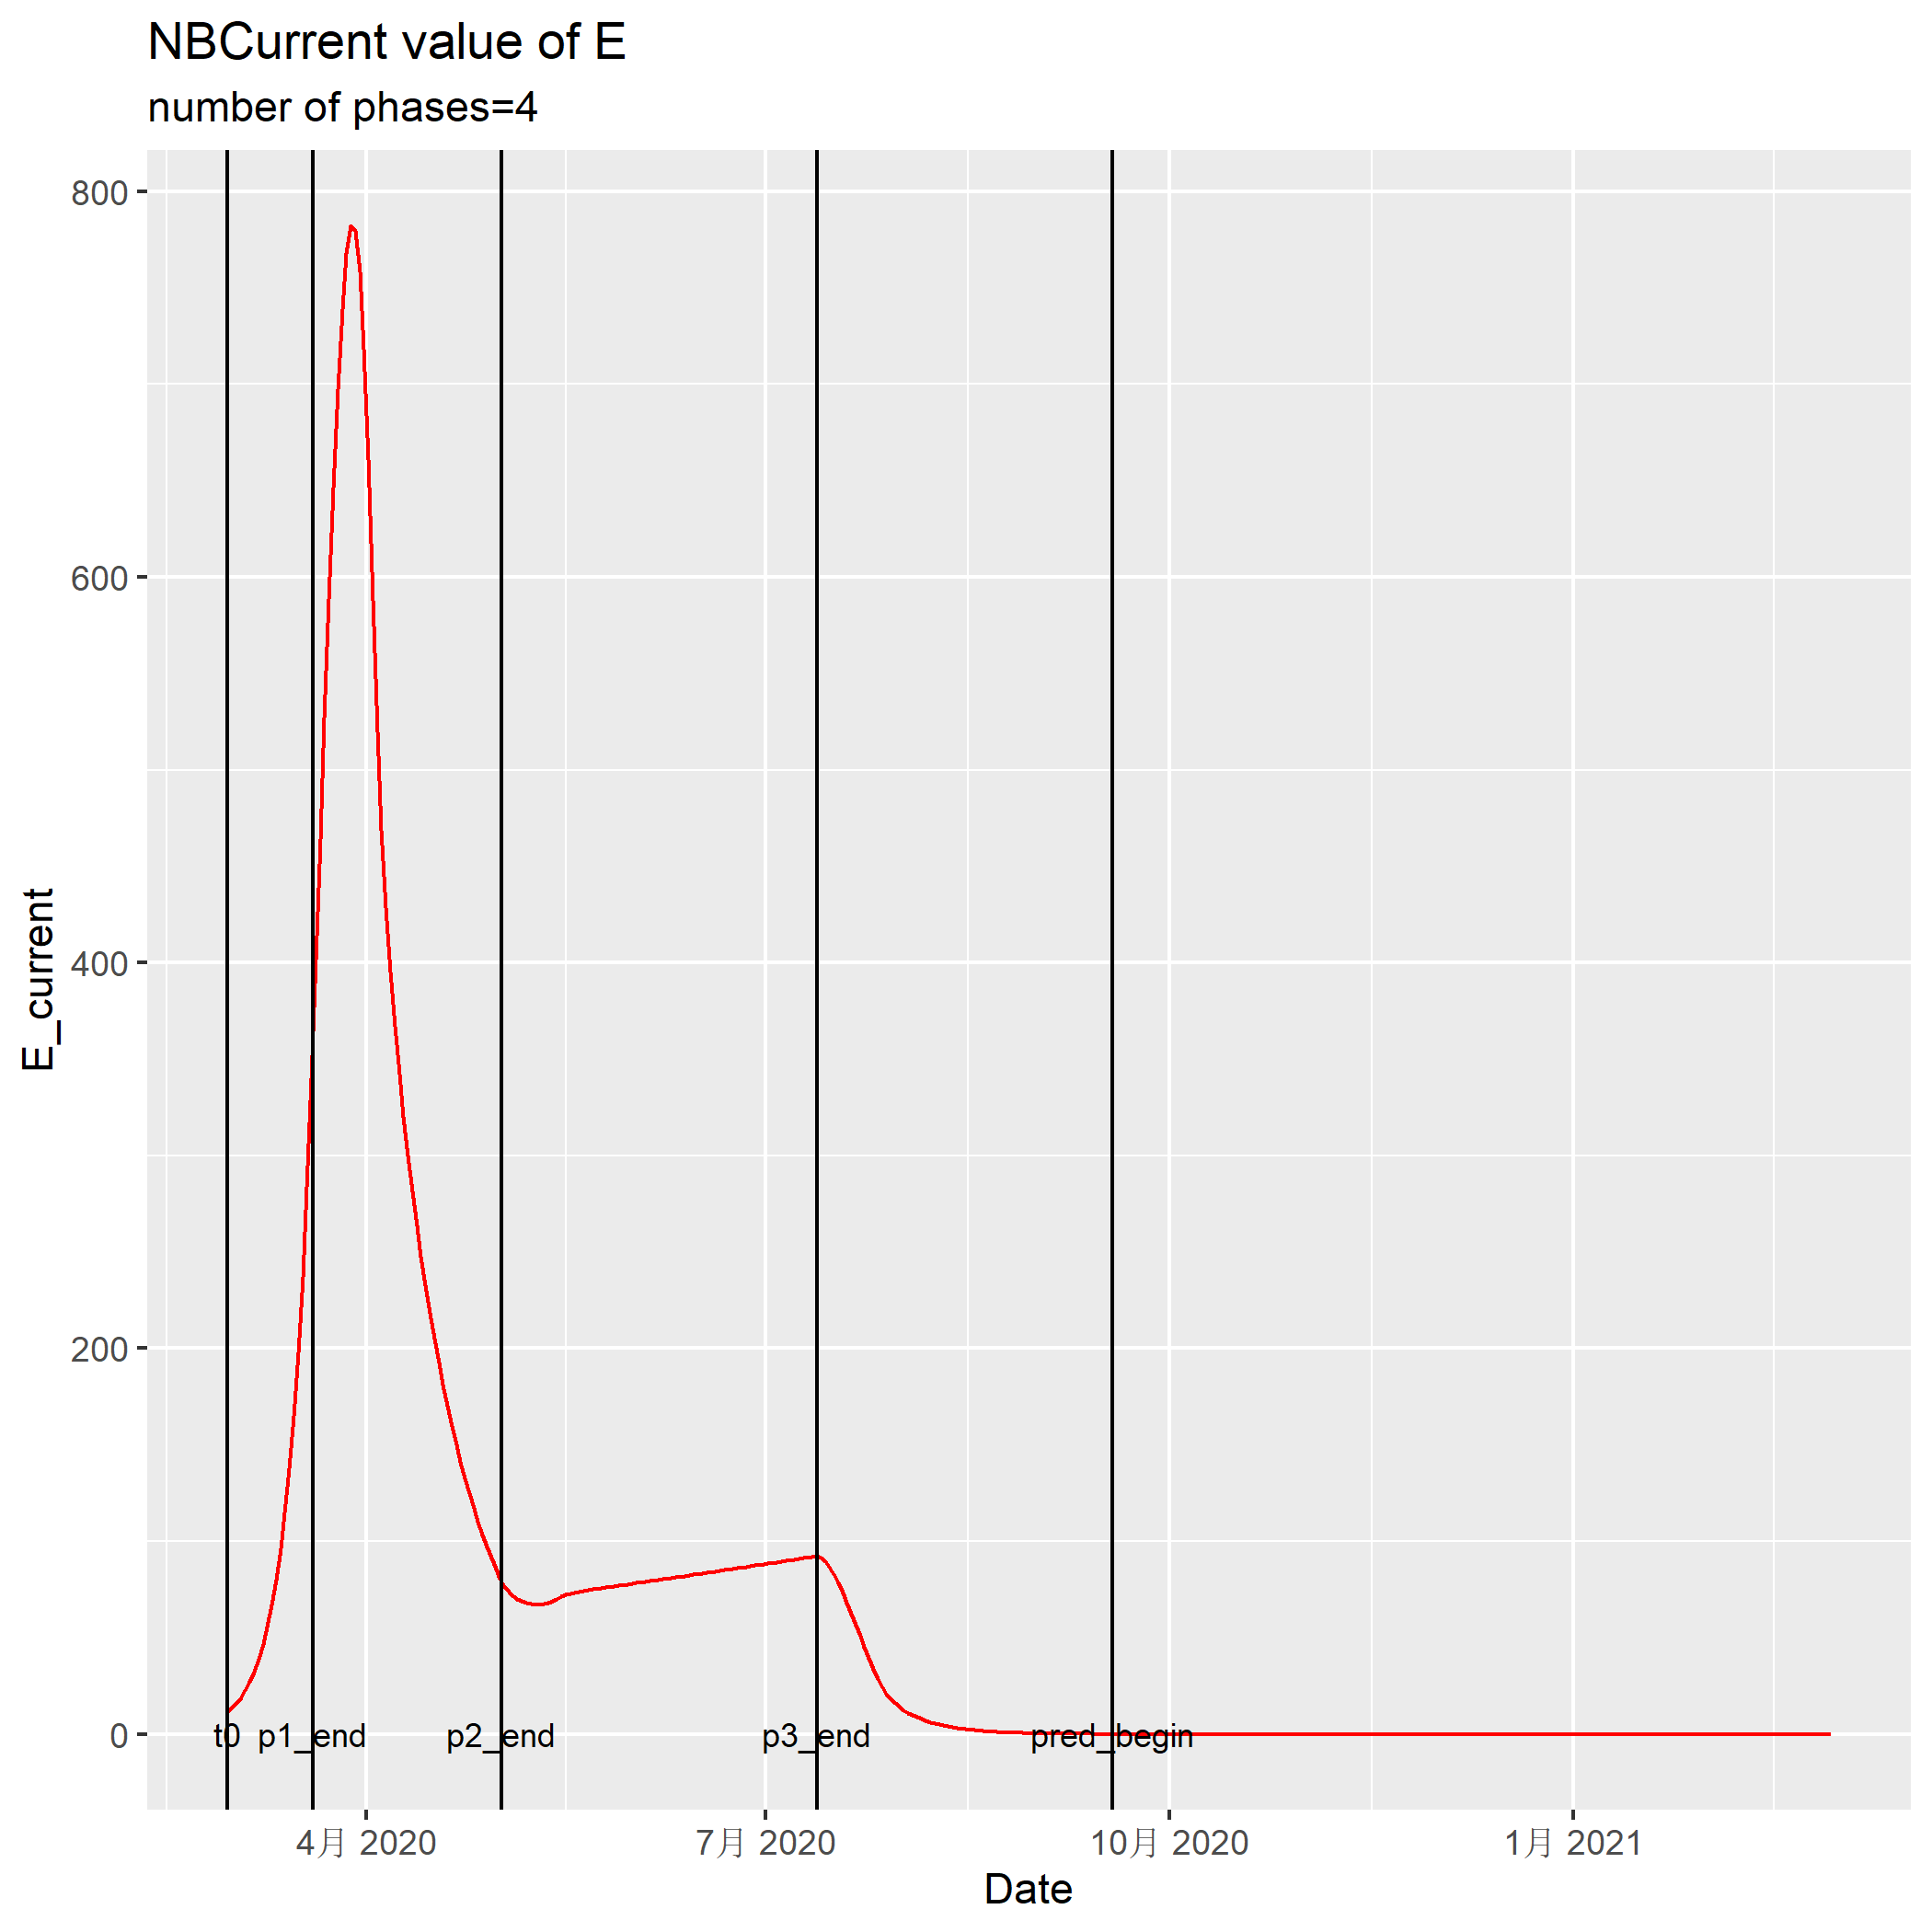 NBCurrent value of E
number of phases=4
800
600
400
200
0
E_current
t0 p1_end p2_end p3_end pred_begin
4月 2020 7月 2020 10月 2020 1月 2021
Date